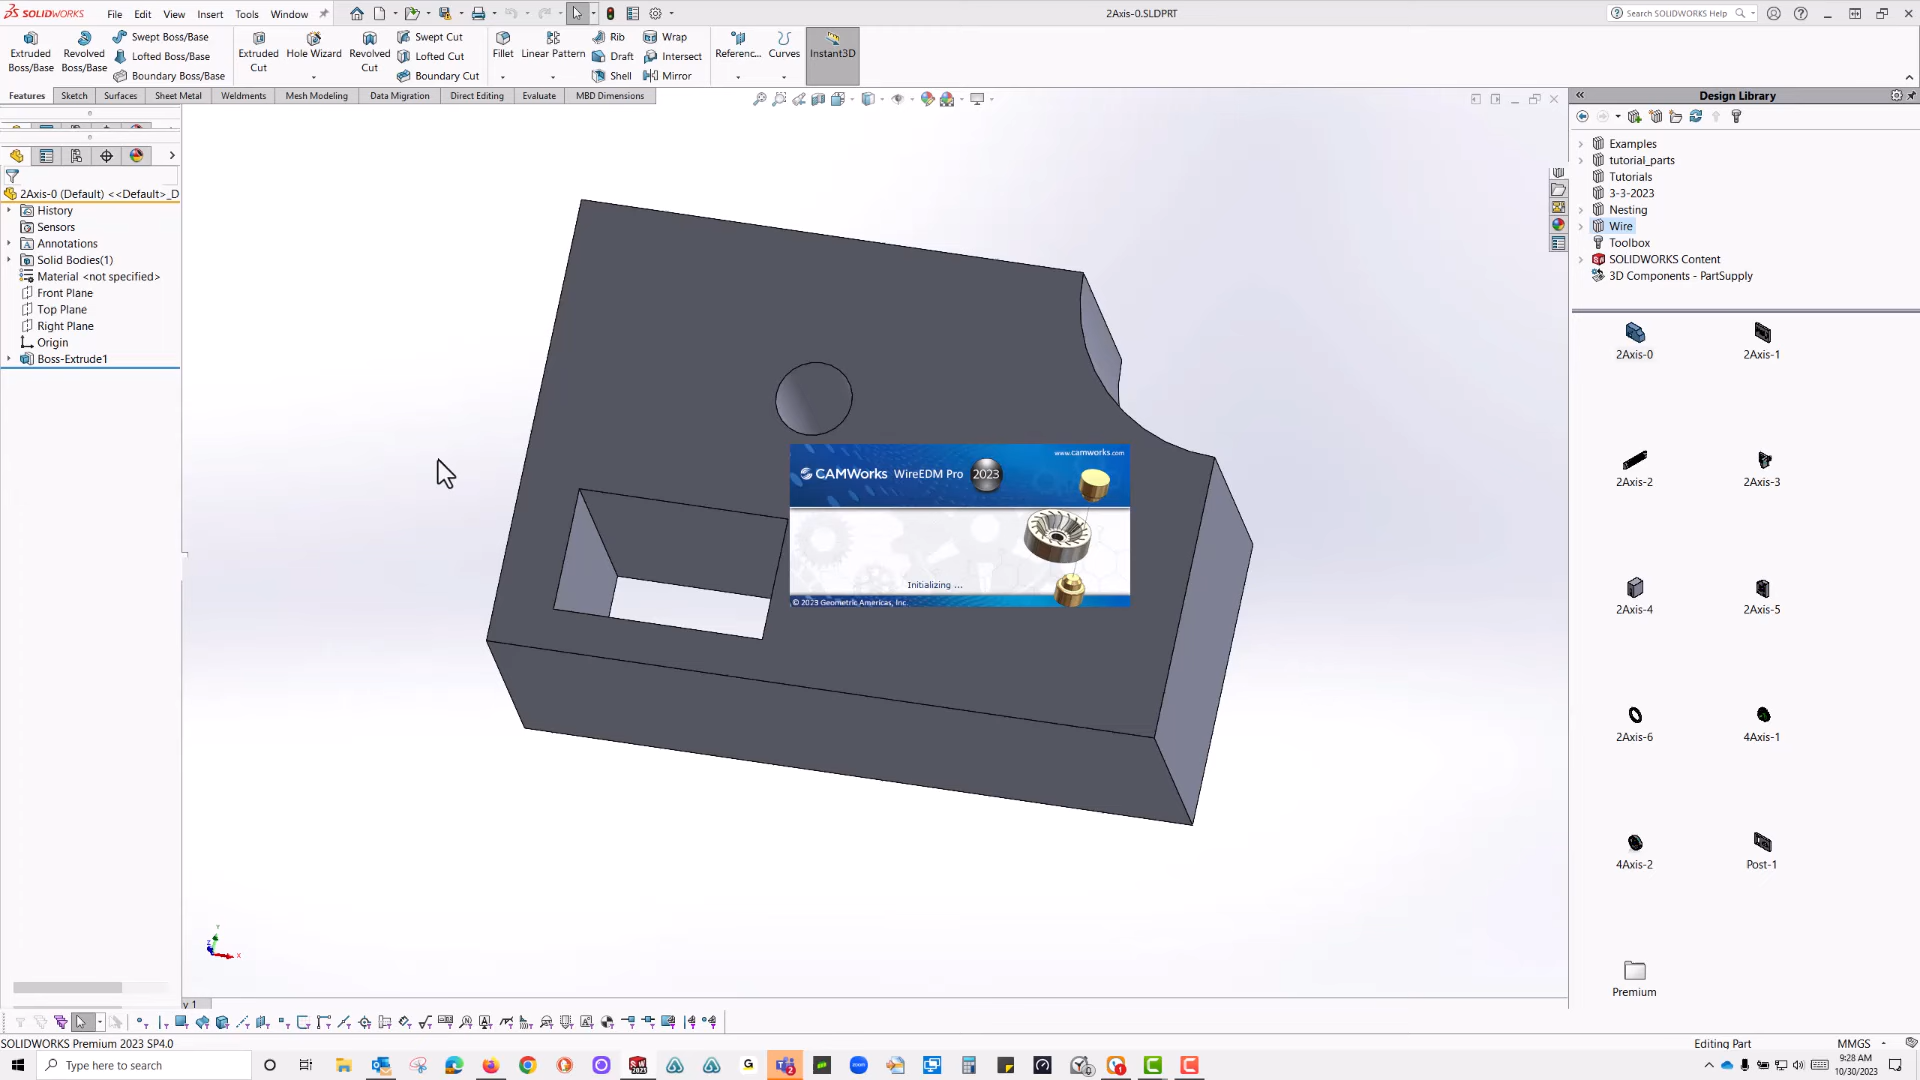 SOLIDWORKS File Edit View Insert Tools Window
2Axis-0.SLDPRT
Search SOLIDWORKS Help
Extruded Boss/Base
Revolved Boss/Base
Swept Boss/Base
Lofted Boss/Base
Boundary Boss/Base
Extruded Cut
Hole Wizard
Revolved Cut
Swept Cut
Lofted Cut
Boundary Cut
Fillet
Linear Pattern
Rib
Draft
Shell
Wrap
Intersect
Mirror
Referenc...
Curves
Instant3D
Features Sketch Surfaces Sheet Metal Weldments Mesh Modeling Data Migration Direct Editing Evaluate MBD Dimensions
2Axis-0 (Default) <<Default>_D
History
Sensors
Annotations
Solid Bodies(1)
Material <not specified>
Front Plane
Top Plane
Right Plane
Origin
Boss-Extrude1
www.camworks.com
CAMWorks WireEDM Pro 2023
Initializing ...
© 2023 Geometric Americas, Inc.
Design Library
Examples
tutorial_parts
Tutorials
3-3-2023
Nesting
Wire
Toolbox
SOLIDWORKS Content
3D Components - PartSupply
2Axis-0 2Axis-1
2Axis-2 2Axis-3
2Axis-4 2Axis-5
2Axis-6 4Axis-1
4Axis-2 Post-1
Premium
y 1
SOLIDWORKS Premium 2023 SP4.0
Editing Part
MMGS
Type here to search
9:28 AM
10/30/2023